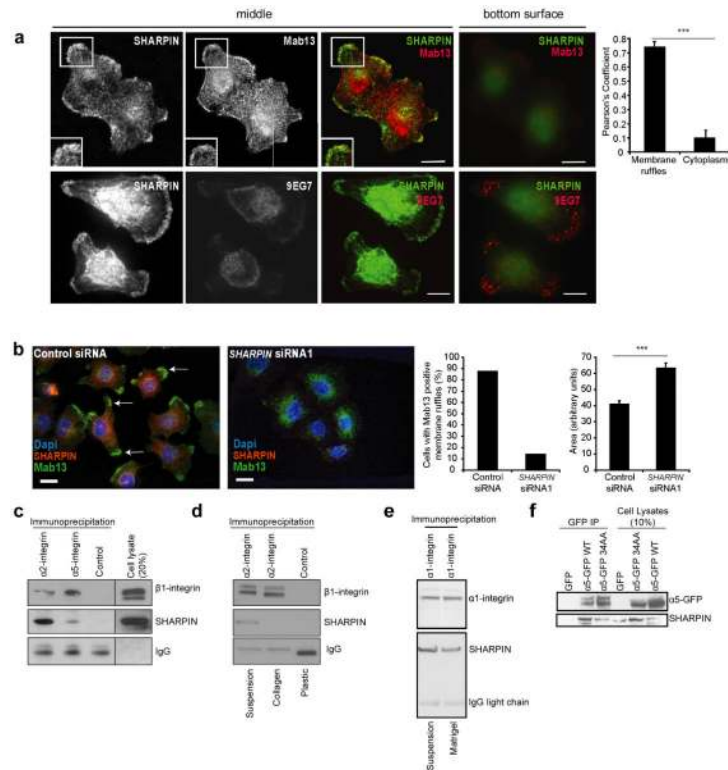 middle
bottom surface
a
SHARPIN
Mab13
SHARPIN
Mab13
SHARPIN
Mab13
SHARPIN
9EG7
SHARPIN
9EG7
SHARPIN
9EG7
Pearson's Coefficient
0.8
0.7
0.6
0.5
0.4
0.3
0.2
0.1
0
***
Membrane ruffles
Cytoplasm
b
Control siRNA
Dapi
SHARPIN
Mab13
SHARPIN siRNA1
Dapi
SHARPIN
Mab13
Cells with Mab13 positive
membrane ruffles (%)
100
90
80
70
60
50
40
30
20
10
0
Control siRNA
SHARPIN siRNA1
Area (arbitrary units)
70
60
50
40
30
20
10
0
***
Control siRNA
SHARPIN siRNA1
c
Immunoprecipitation
α2-integrin
α5-integrin
Control
Cell lysate (20%)
β1-integrin
SHARPIN
IgG
d
Immunoprecipitation
α2-integrin
α2-integrin
Control
β1-integrin
SHARPIN
IgG
Suspension
Collagen
Plastic
e
Immunoprecipitation
α1-integrin
α1-integrin
α1-integrin
SHARPIN
IgG light chain
Suspension
Matrigel
f
GFP IP
Cell Lysates (10%)
GFP
α5-GFP WT
α5-GFP 34AA
GFP
α5-GFP 34AA
α5-GFP WT
α5-GFP
SHARPIN